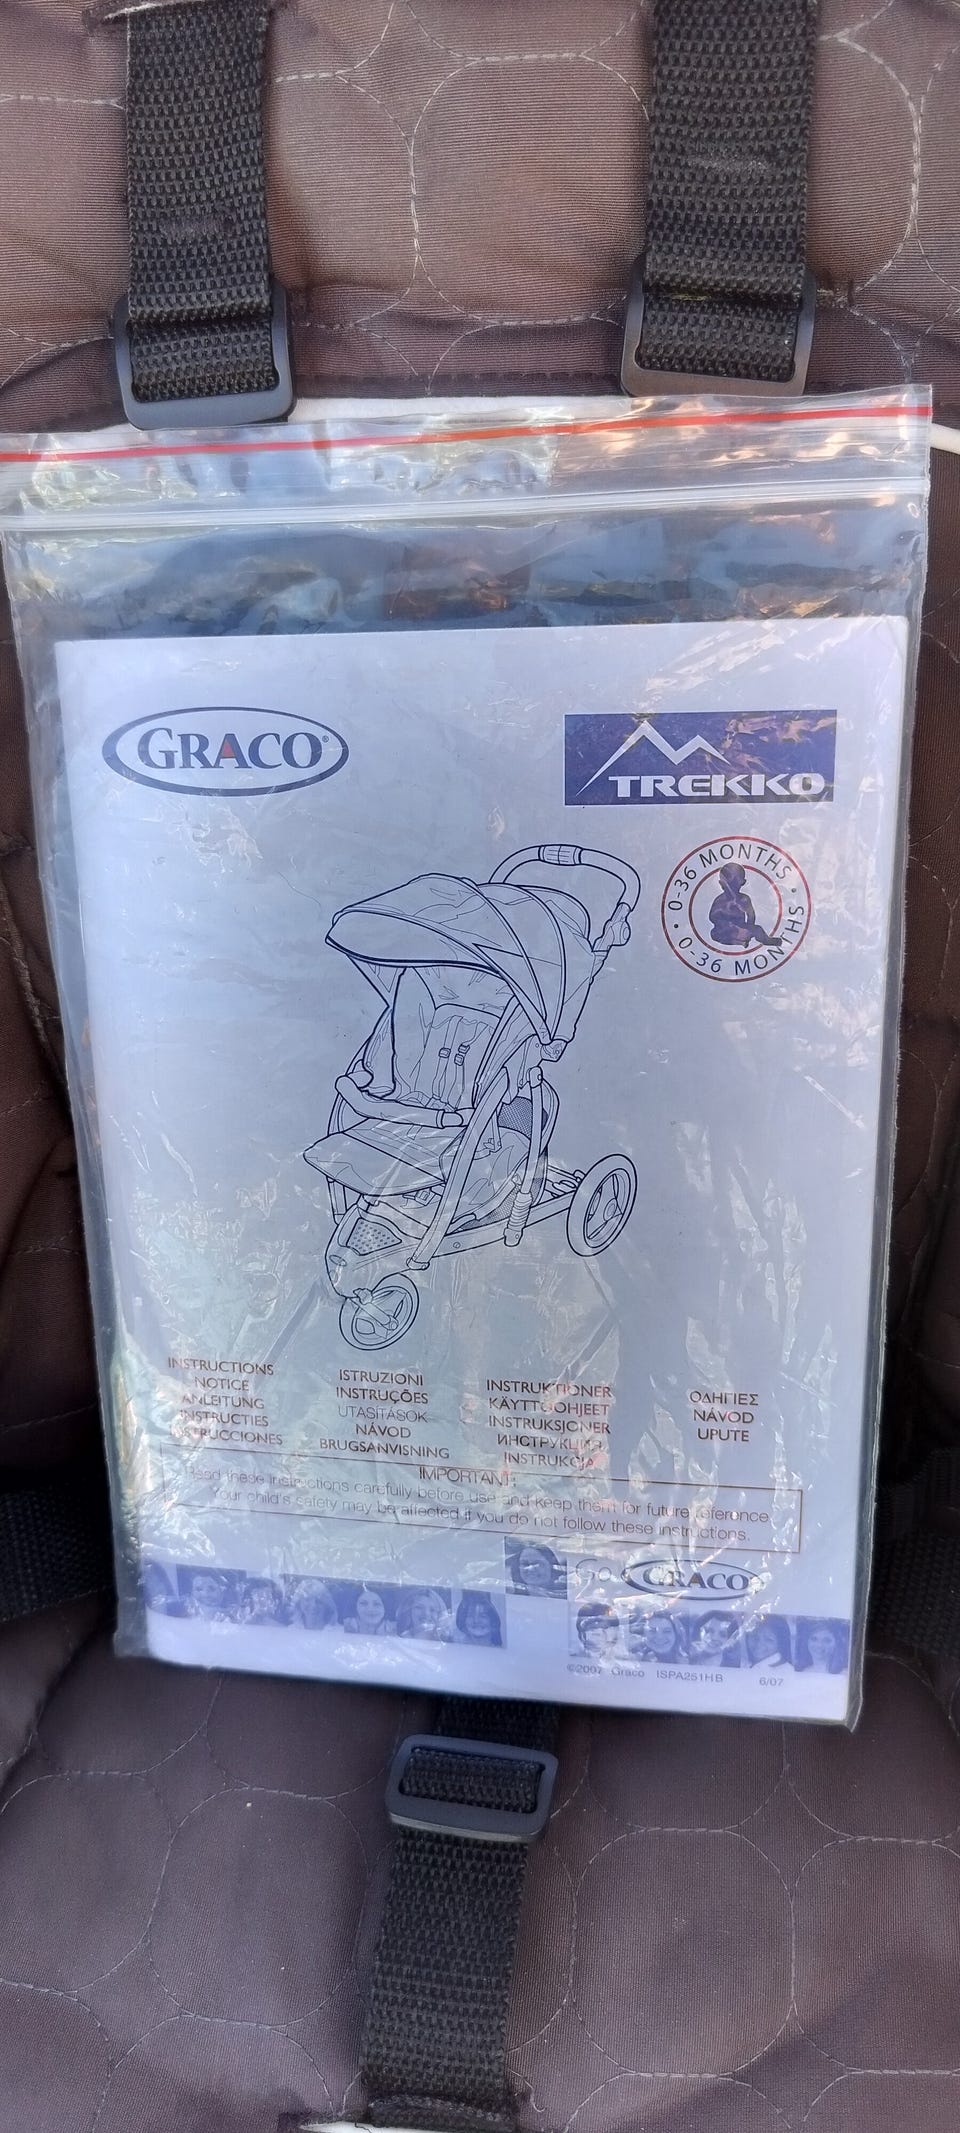 GRACO®
TREKKO
0-36 MONTHS • 0-36 MONTHS •
INSTRUCTIONS
NOTICE
ANLEITUNG
INSTRUCTIES
INSTRUCCIONES
ISTRUZIONI
INSTRUÇÕES
UTASÍTÁSOK
NÁVOD
BRUGSANVISNING
INSTRUKTIONER
KÄYTTÖOHJEET
INSTRUKSJONER
ИНСТРУКЦИЯ
INSTRUKCJA
ΟΔΗΓΙΕΣ
NÁVOD
UPUTE
IMPORTANT:
Read these instructions carefully before use and keep them for future reference.
Your child's safety may be affected if you do not follow these instructions.
Go GRACO
©2007 Graco ISPA251HB 6/07